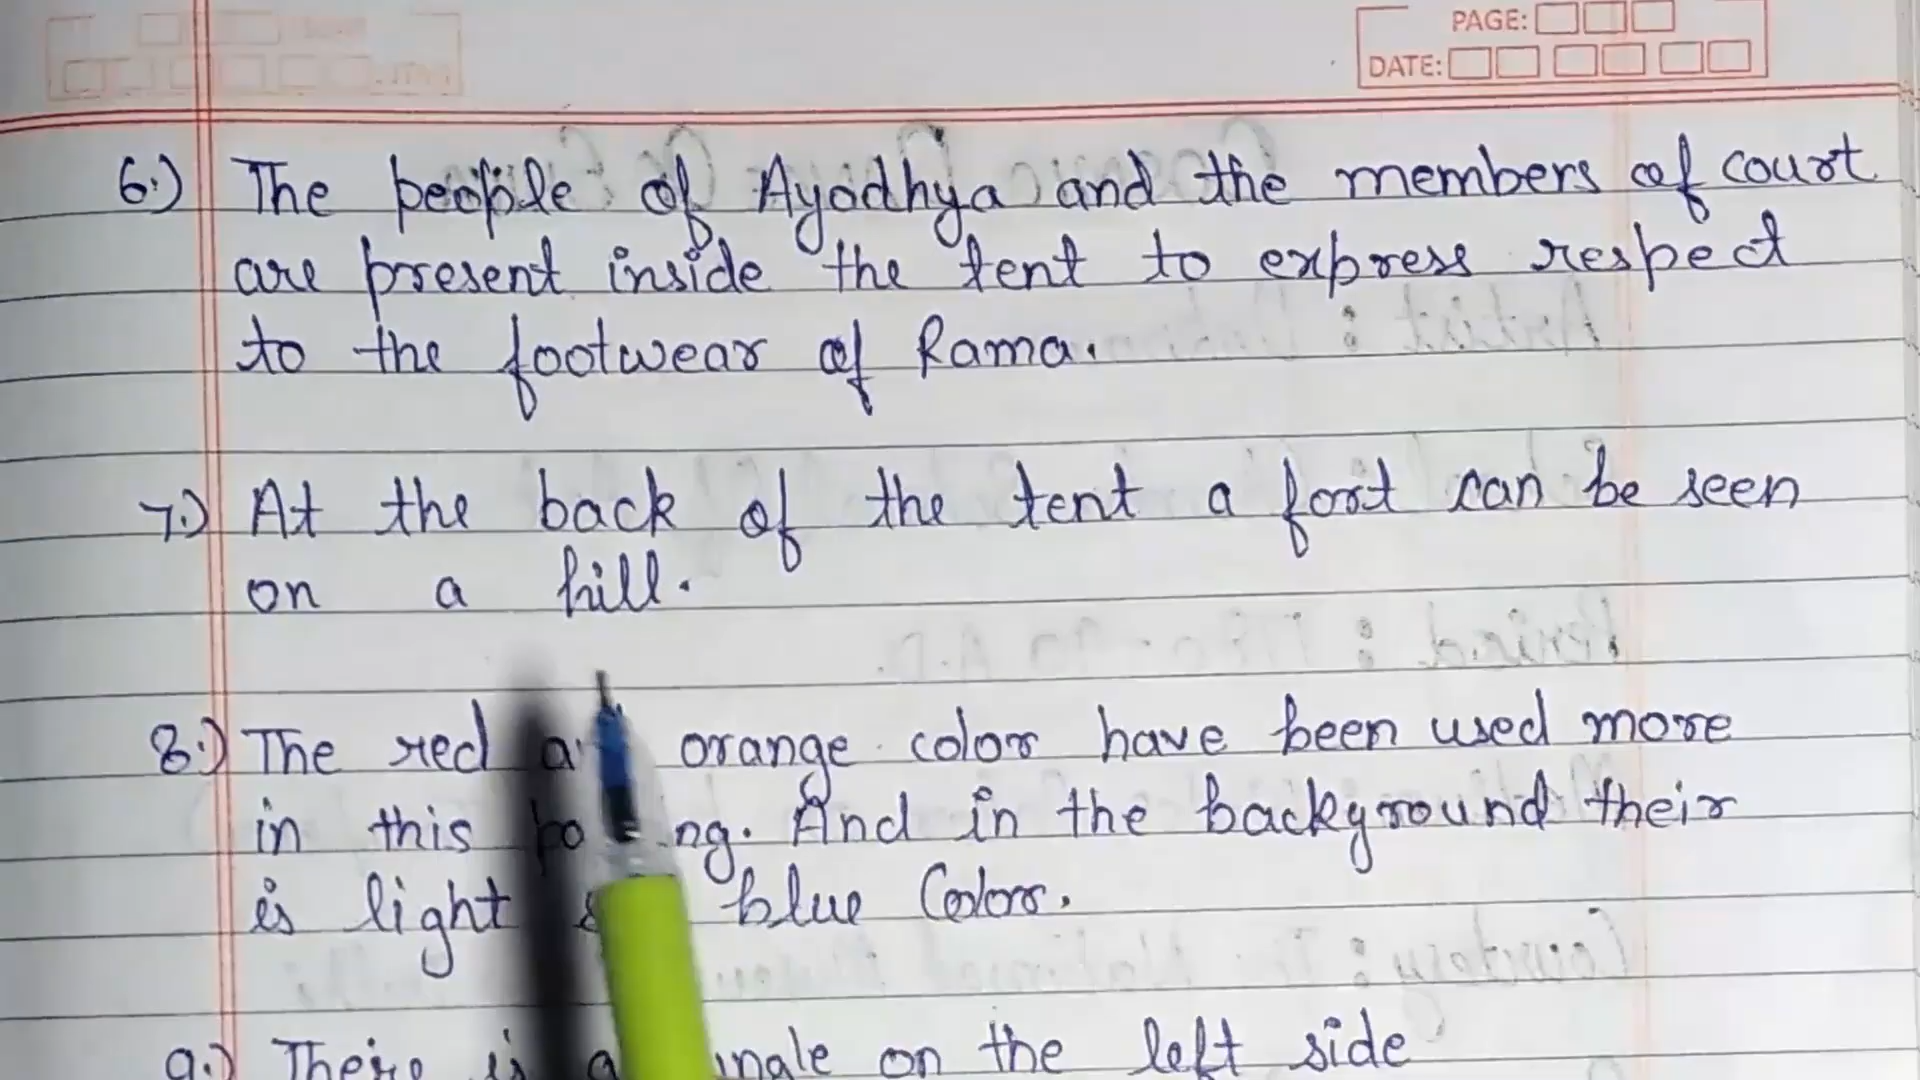 PAGE:
DATE:
6.) The people of Ayodhya and the members of court
are present inside the tent to express respect
to the footwear of Rama.
7.) At the back of the tent a fort can be seen
on a hill.
8.) The red orange color have been used more
in this And in the background their
is light blue Color.
9.) There is a on the left side